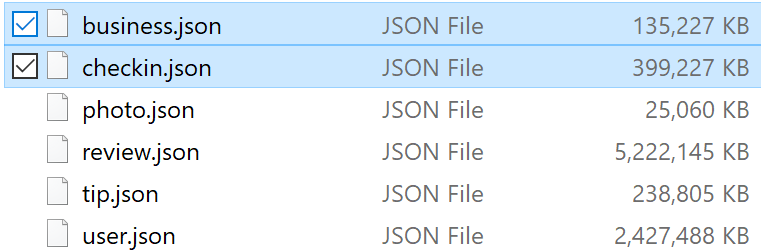 business.json JSON File 135,227 KB
checkin.json JSON File 399,227 KB
photo.json JSON File 25,060 KB
review.json JSON File 5,222,145 KB
tip.json JSON File 238,805 KB
user.json JSON File 2,427,488 KB